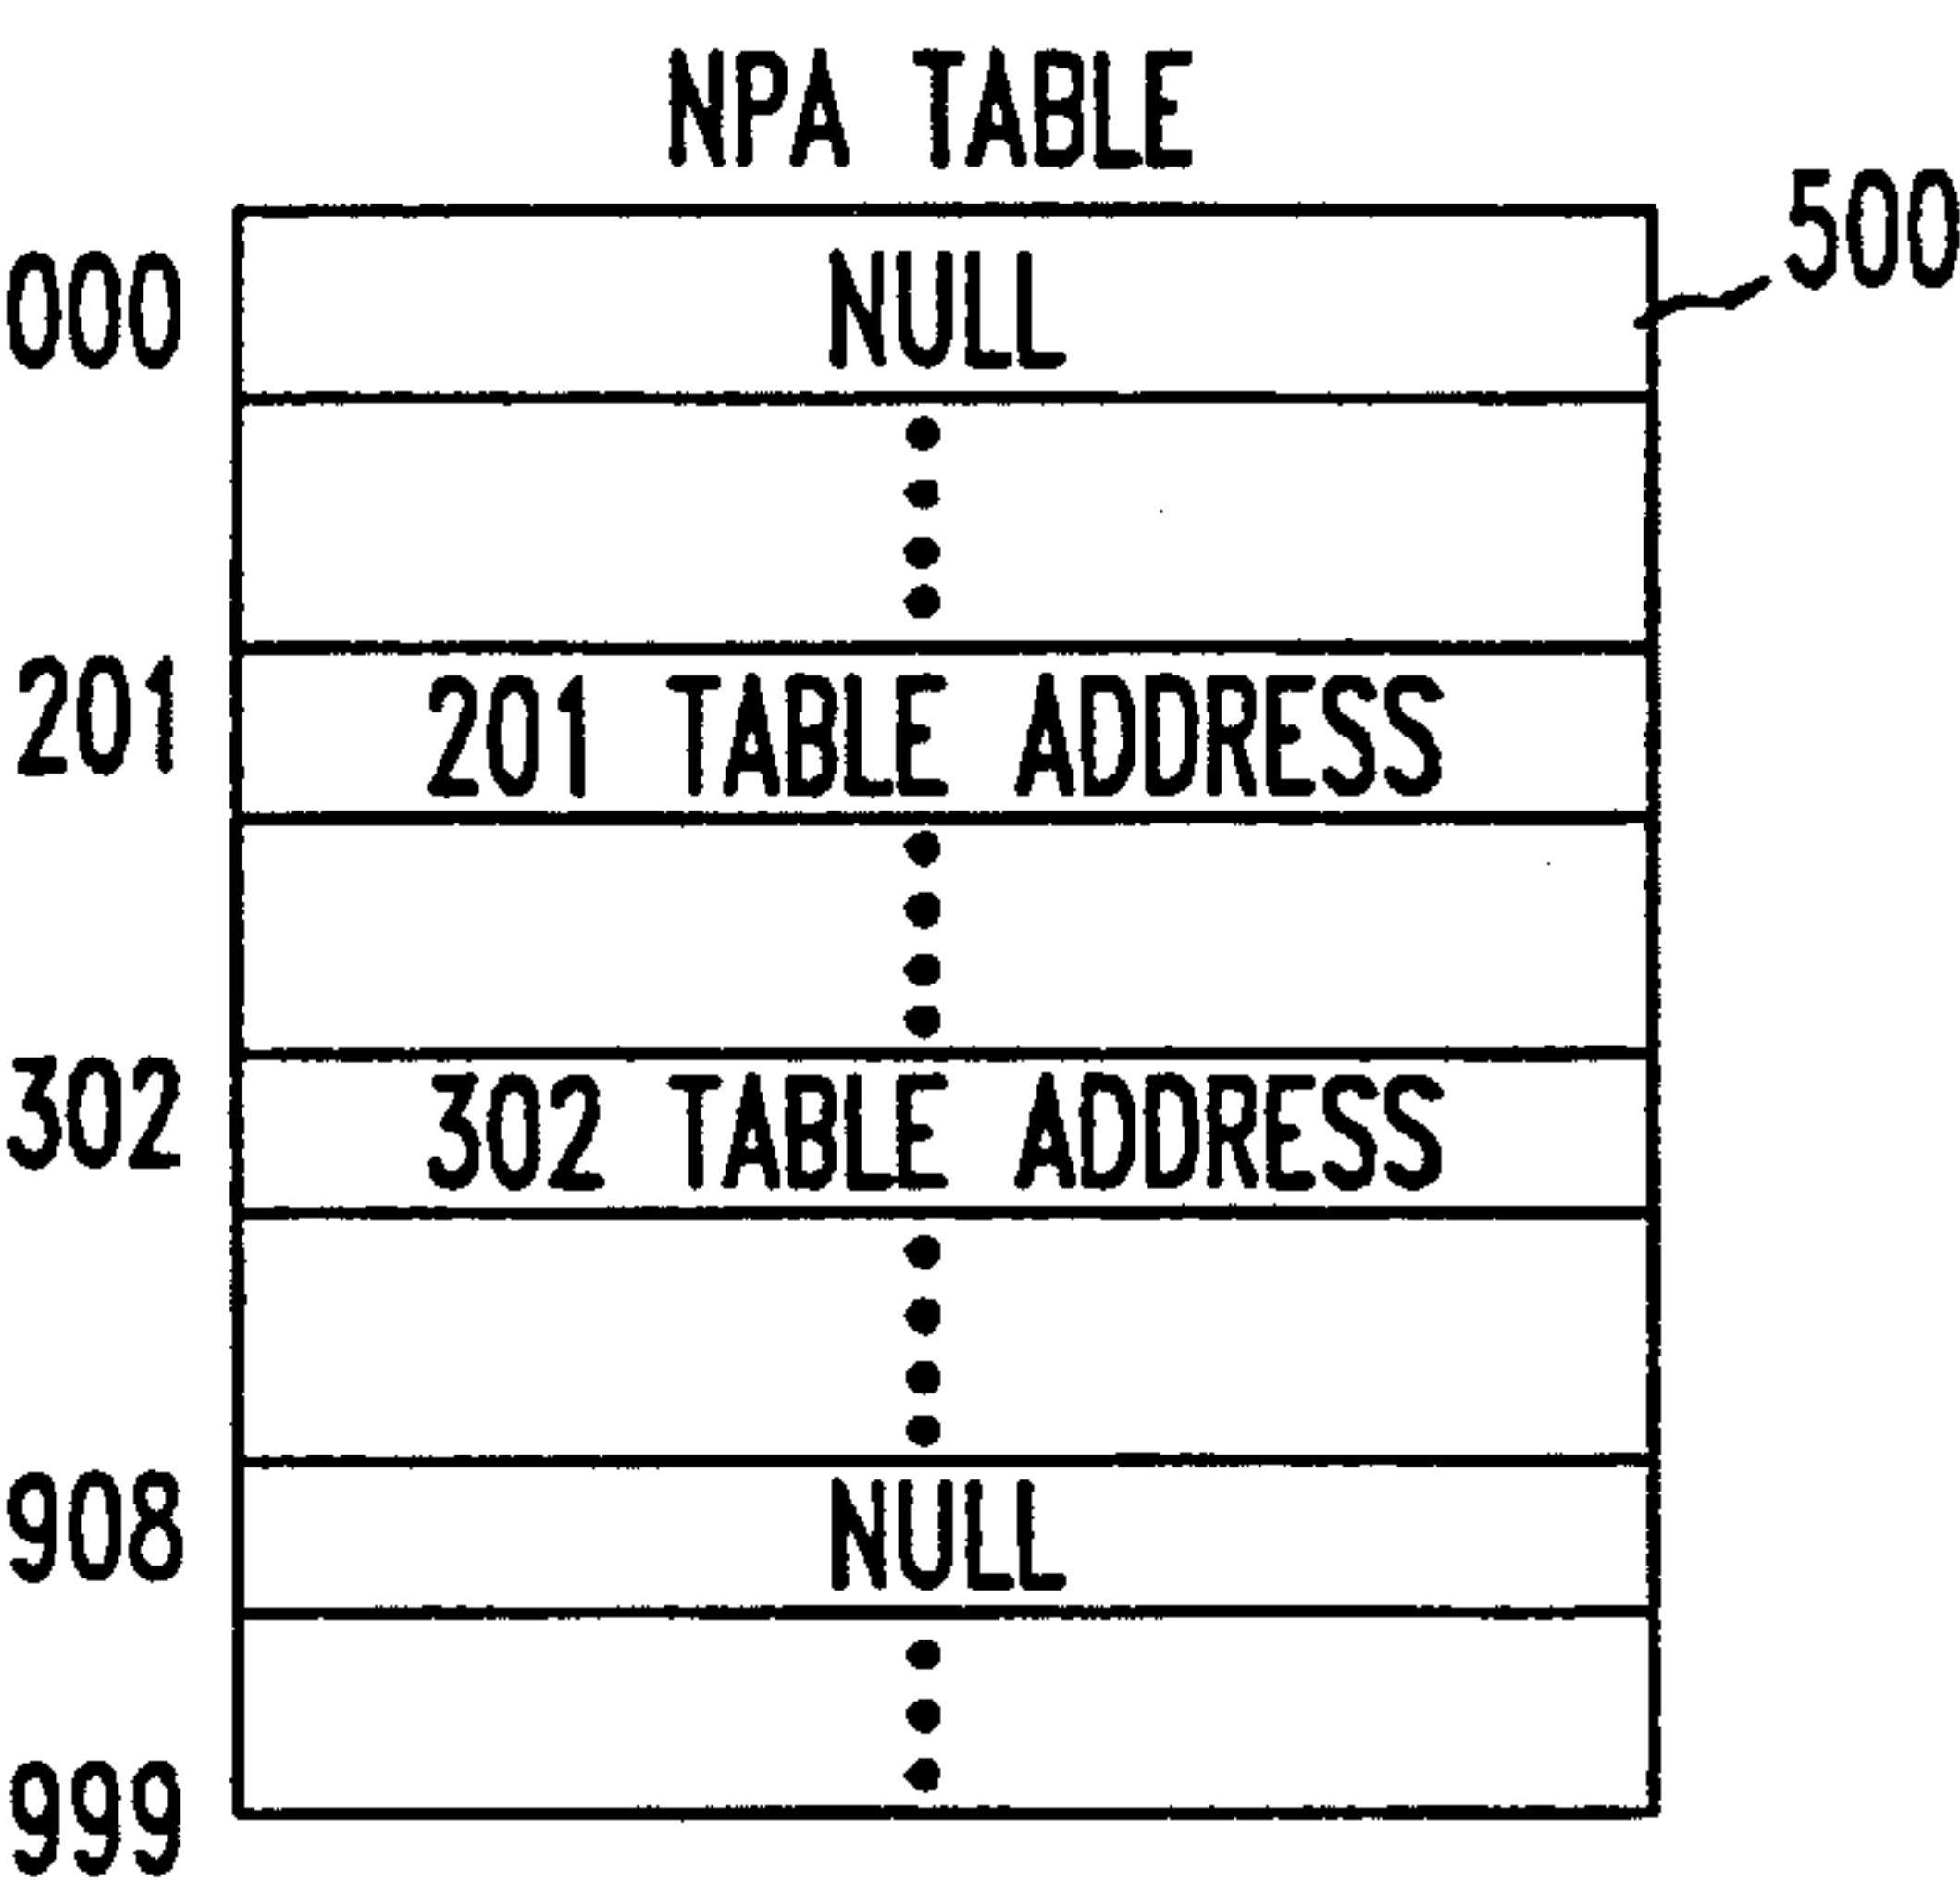 NPA TABLE
500
000 NULL
201 201 TABLE ADDRESS
302 302 TABLE ADDRESS
908 NULL
999